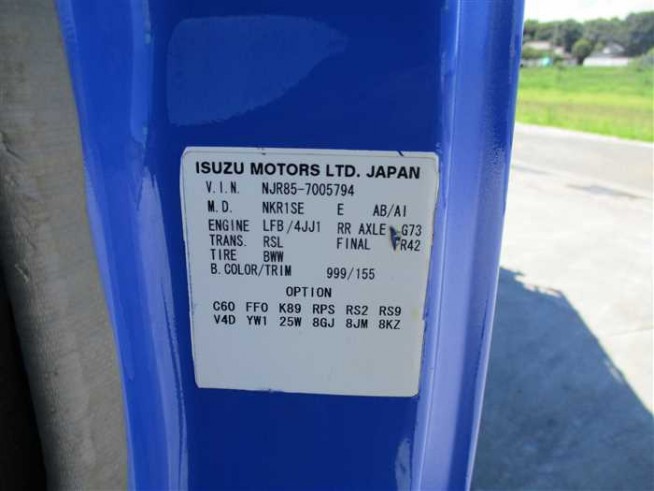 ISUZU MOTORS LTD. JAPAN
V.I.N. NJR85-7005794
M.D. NKR1SE E AB/AI
ENGINE LFB/4JJ1 RR AXLE G73
TRANS. RSL FINAL FR42
TIRE BWW
B.COLOR/TRIM 999/155
OPTION
C60 FF0 K89 RPS RS2 RS9
V4D YW1 25W 8GJ 8JM 8KZ